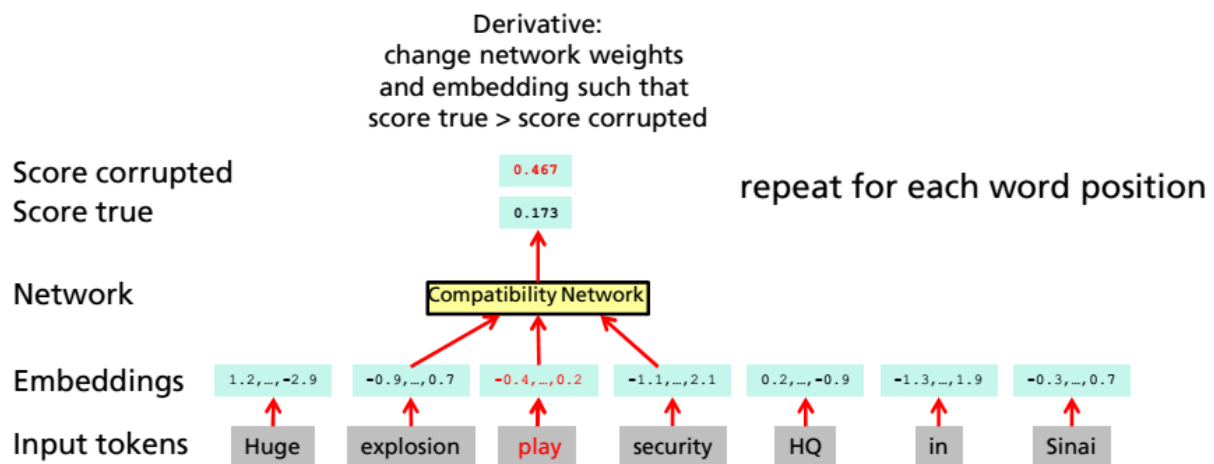 Derivative:
change network weights
and embedding such that
score true > score corrupted
Score corrupted 0.467
Score true 0.173
repeat for each word position
Network Compatibility Network
Embeddings 1.2,…,-2.9 -0.9,…,0.7 -0.4,…,0.2 -1.1,…,2.1 0.2,…,-0.9 -1.3,…,1.9 -0.3,…,0.7
Input tokens Huge explosion play security HQ in Sinai